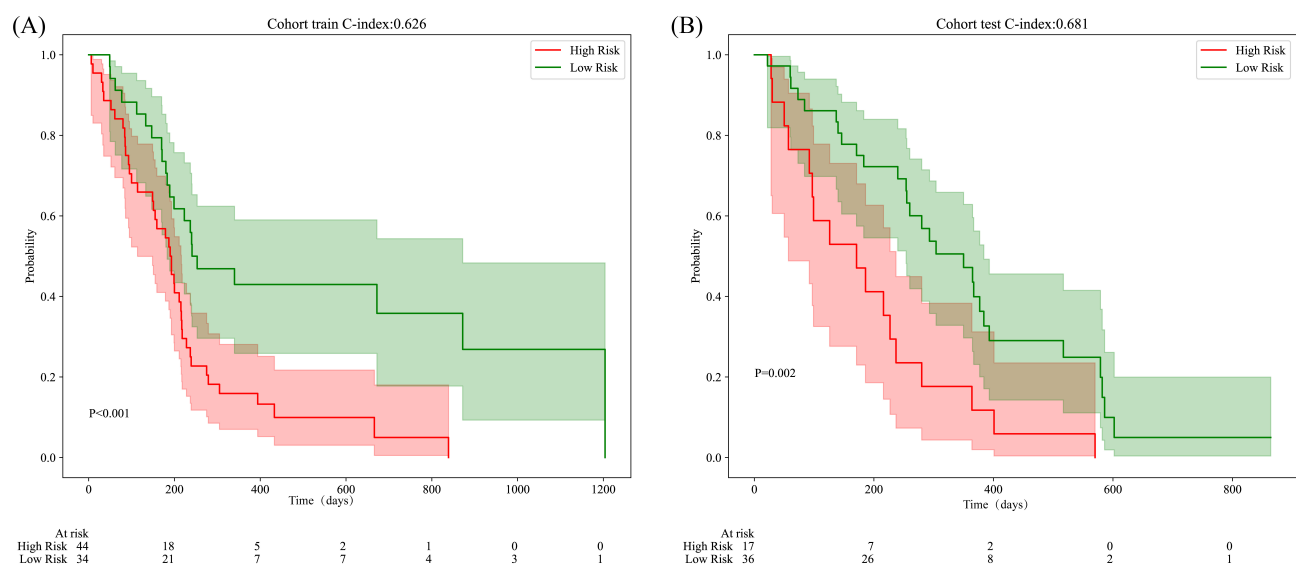 (A)
Cohort train C-index:0.626
High Risk
Low Risk
Probability
1.0
0.8
0.6
0.4
0.2
0.0
P<0.001
0 200 400 600 800 1000 1200
Time（days）
At risk
High Risk 44 18 5 2 1 0 0
Low Risk 34 21 7 7 4 3 1
(B)
Cohort test C-index:0.681
High Risk
Low Risk
Probability
1.0
0.8
0.6
0.4
0.2
0.0
P=0.002
0 200 400 600 800
Time（days）
At risk
High Risk 17 7 2 0 0
Low Risk 36 26 8 2 1